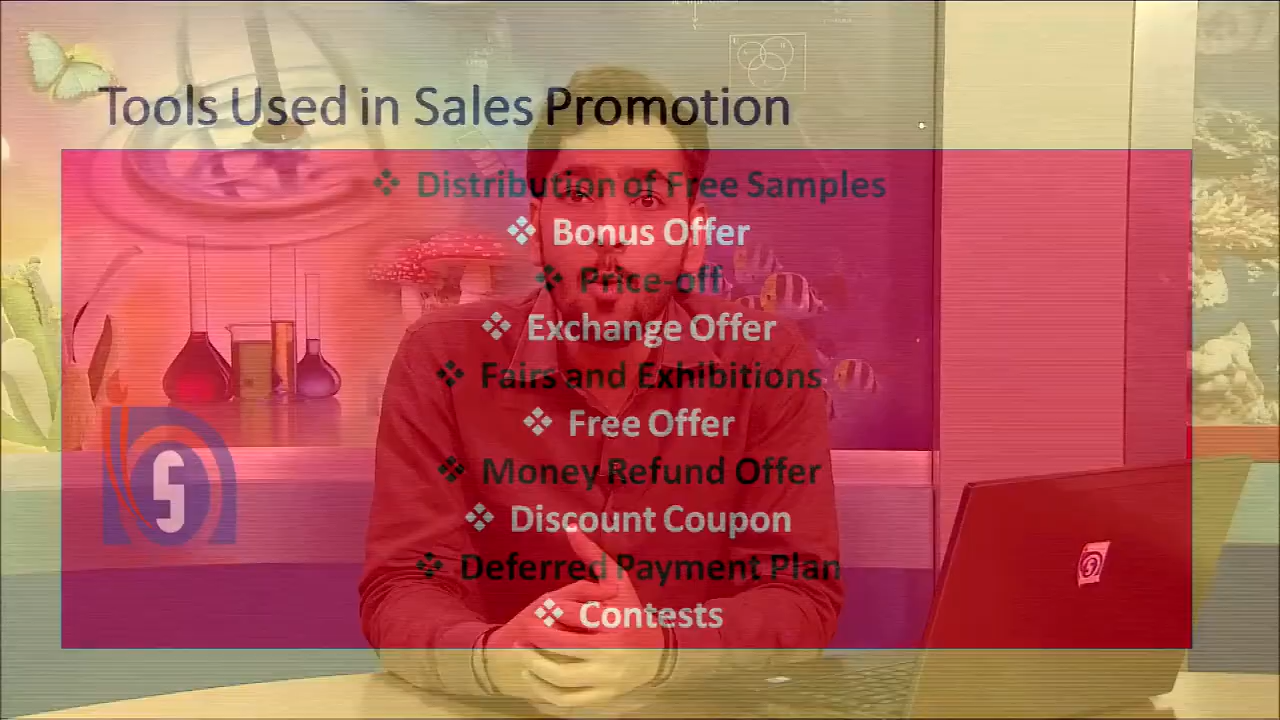 Tools Used in Sales Promotion
❖ Distribution of Free Samples
❖ Bonus Offer
❖ Price-off
❖ Exchange Offer
❖ Fairs and Exhibitions
❖ Free Offer
❖ Money Refund Offer
❖ Discount Coupon
❖ Deferred Payment Plan
❖ Contests